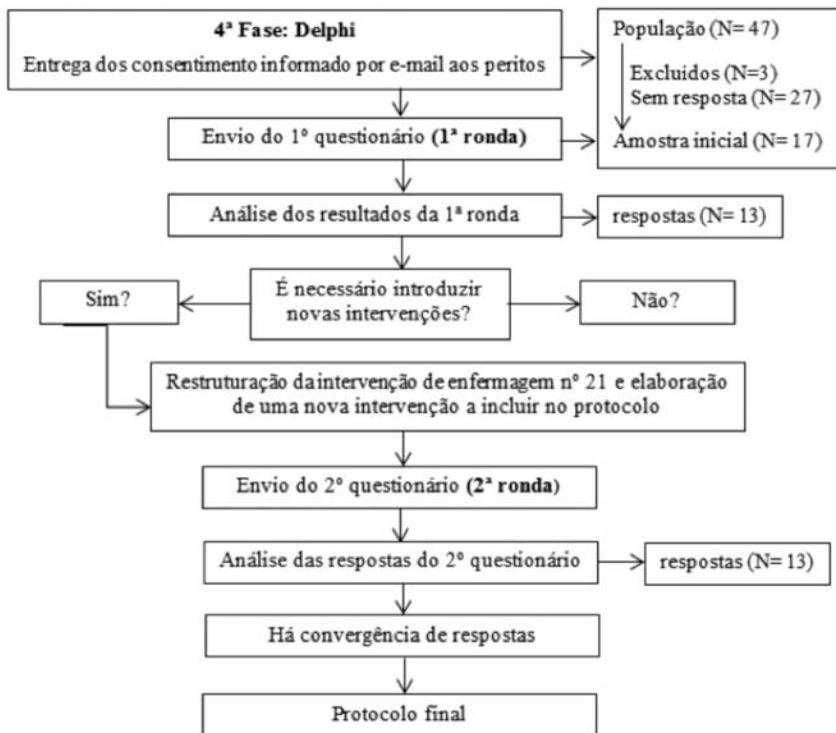 4ª Fase: Delphi
Entrega dos consentimento informado por e-mail aos peritos
População (N= 47)
Excluídos (N=3)
Sem resposta (N= 27)
Amostra inicial (N= 17)
Envio do 1º questionário (1ª ronda)
Análise dos resultados da 1ª ronda
respostas (N= 13)
Sim?
É necessário introduzir
novas intervenções?
Não?
Restruturação da intervenção de enfermagem nº 21 e elaboração
de uma nova intervenção a incluir no protocolo
Envio do 2º questionário (2ª ronda)
Análise das respostas do 2º questionário
respostas (N= 13)
Há convergência de respostas
Protocolo final